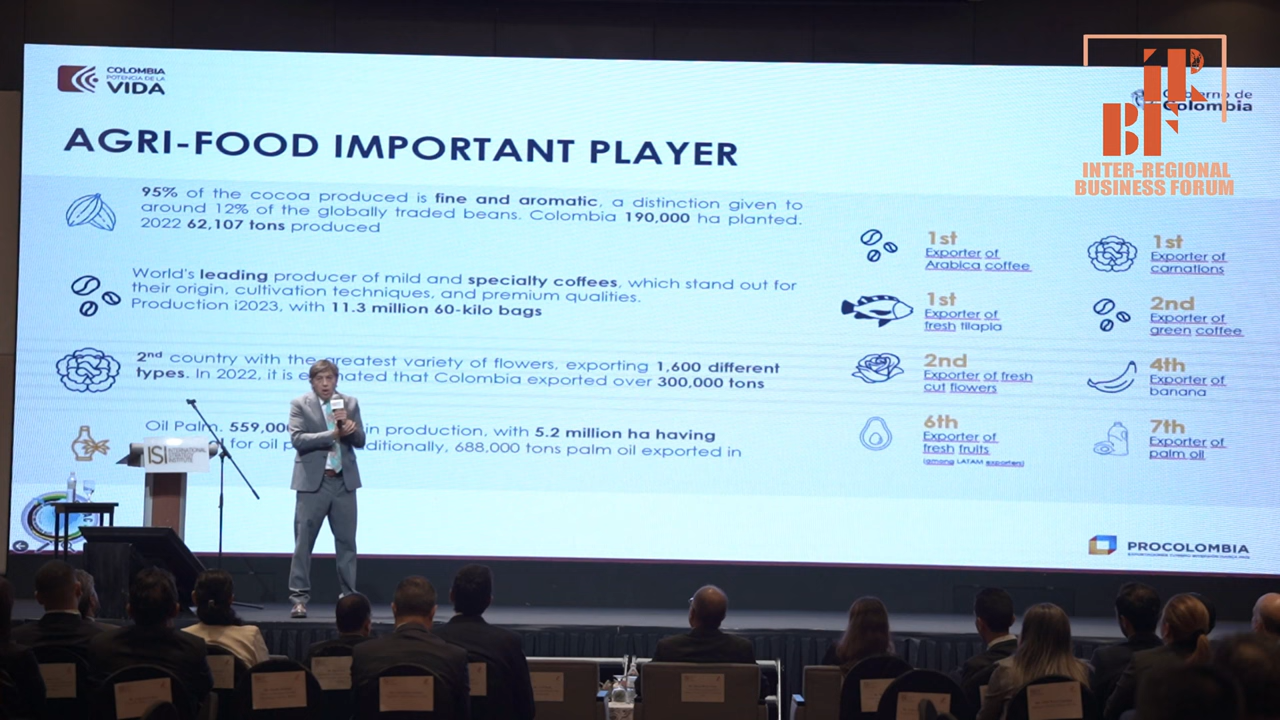 COLOMBIA
POTENCIA DE LA
VIDA
Colombia
INTER-REGIONAL
BUSINESS FORUM
AGRI-FOOD IMPORTANT PLAYER
95% of the cocoa produced is fine and aromatic, a distinction given to
around 12% of the globally traded beans. Colombia 190,000 ha planted.
2022 62,107 tons produced
World's leading producer of mild and specialty coffees, which stand out for
their origin, cultivation techniques, and premium qualities.
Production i2023, with 11.3 million 60-kilo bags
2nd country with the greatest variety of flowers, exporting 1,600 different
types. In 2022, it is estimated that Colombia exported over 300,000 tons
Oil Palm. 559,00 in production, with 5.2 million ha having
for oil 688,000 tons palm oil exported in
1st
Exporter of
Arabica coffee
1st
Exporter of
fresh tilapia
2nd
Exporter of fresh
cut flowers
6th
Exporter of
fresh fruits
(among LATAM exporters)
1st
Exporter of
carnations
2nd
Exporter of
green coffee
4th
Exporter of
banana
7th
Exporter of
palm oil
ISI INTERNATIONAL
STRATEGY
INSTITUTE
PROCOLOMBIA